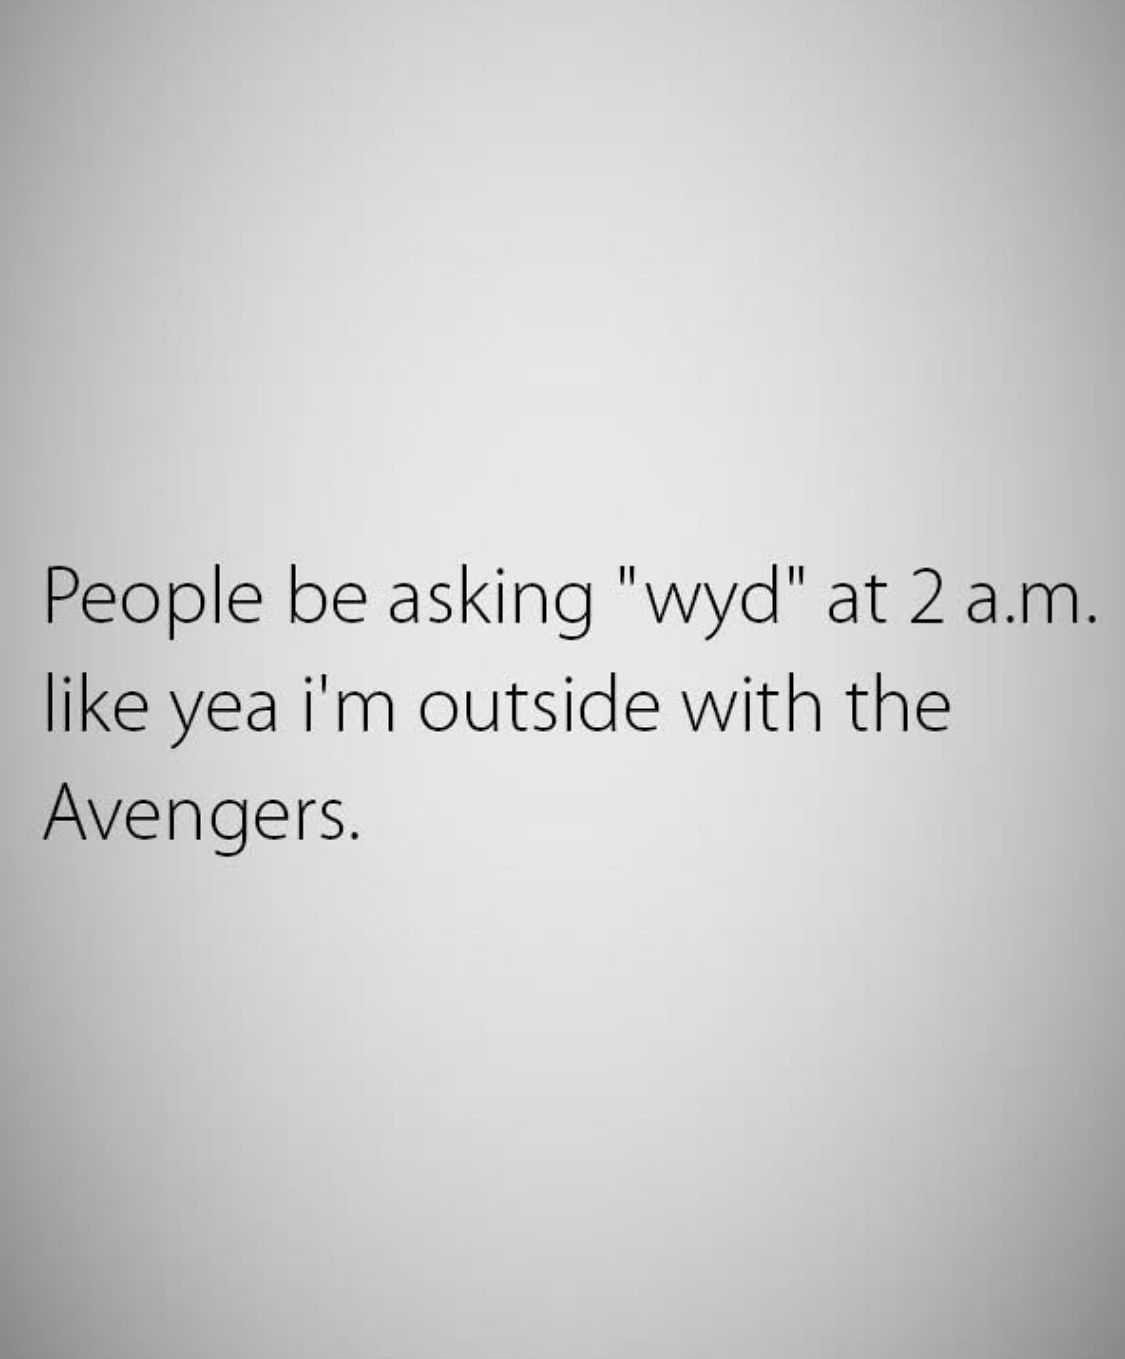 People be asking "wyd" at 2 a.m.
like yea i'm outside with the
Avengers.